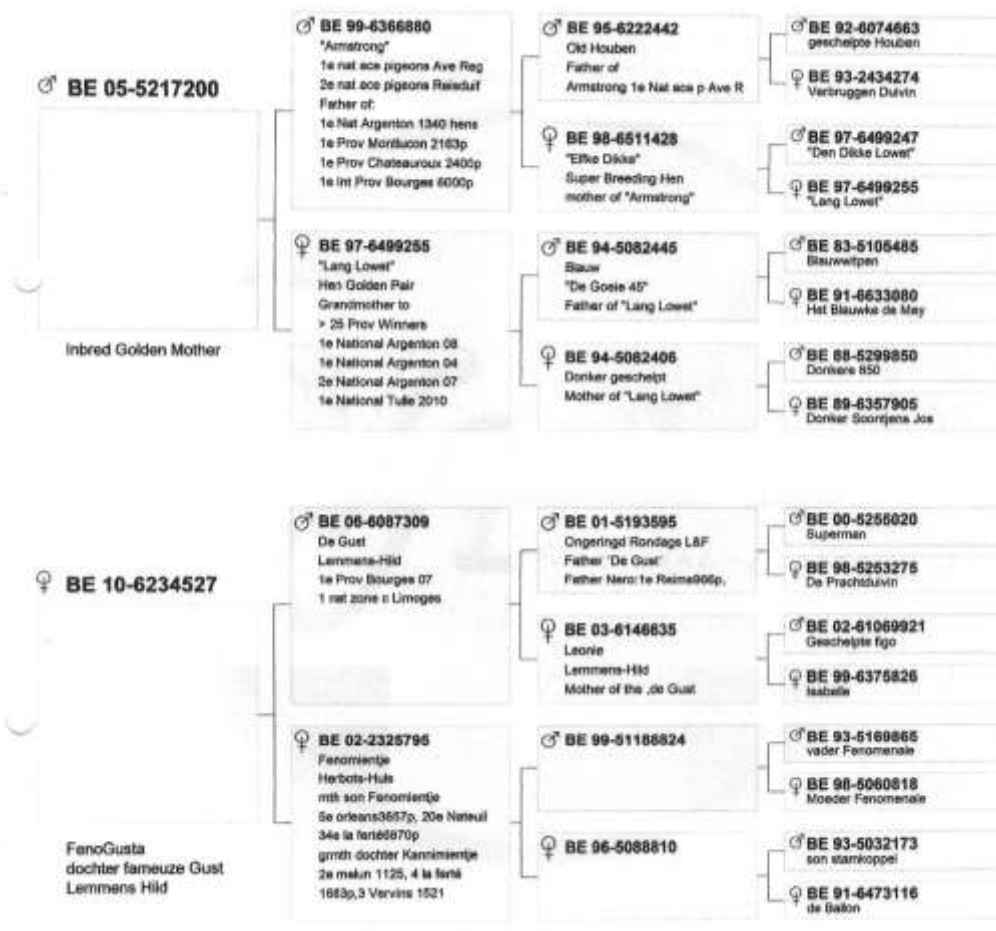 BE 05-5217200
Inbred Golden Mother
BE 99-6366880
"Armstrong"
1e nat ace pigeons Ave Reg
2e nat ace pigeons Reisduif
Father of:
1e Nat Argenton 1340 hens
1e Prov Montlucon 2163p
1e Prov Chateauroux 2400p
1e Int Prov Bourges 6000p
BE 97-6499255
"Lang Lowet"
Hen Golden Pair
Grandmother to
> 25 Prov Winners
1e National Argenton 08
1e National Argenton 04
2e National Argenton 07
1e National Tulle 2010
BE 95-6222442
Old Houben
Father of
Armstrong 1e Nat ace p Ave R
BE 98-6511428
"Elfke Dikke"
Super Breeding Hen
mother of "Armstrong"
BE 94-5082445
Blauw
"De Goeie 45"
Father of "Lang Lowet"
BE 94-5082406
Donker geschelpt
Mother of "Lang Lowet"
BE 92-6074663
geschelpte Houben
BE 93-2434274
Verbruggen Duivin
BE 97-6499247
"Den Dikke Lowet"
BE 97-6499255
"Lang Lowet"
BE 83-5105485
Blauwwitpen
BE 91-6633080
Het Blauwke de Mey
BE 88-5299850
Donkere 850
BE 89-6357905
Donker Soontjens Jos
BE 10-6234527
FenoGusta
dochter fameuze Gust
Lemmens Hild
BE 06-6087309
De Gust
Lemmens-Hild
1e Prov Bourges 07
1 nat zone c Limoges
BE 02-2325795
Fenomientje
Herbots-Huls
mth son Fenomientje
5e orleans3657p, 20e Nateuil
34e la ferté6870p
grmth dochter Kannimientje
2e melun 1125, 4 la ferté
1683p,3 Vervins 1521
BE 01-5193595
Ongeringd Rondags L&F
Father "De Gust"
Father Nero:1e Reims966p,
BE 03-6146635
Leonie
Lemmens-Hild
Mother of the ,de Gust
BE 99-51188824
BE 96-5088810
BE 00-5255020
Superman
BE 98-5253275
De Prachtduivin
BE 02-61069921
Geschelpte figo
BE 99-6375826
Isabelle
BE 93-5169865
vader Fenomenale
BE 98-5060818
Moeder Fenomenale
BE 93-5032173
son stamkoppel
BE 91-6473116
de Ballon